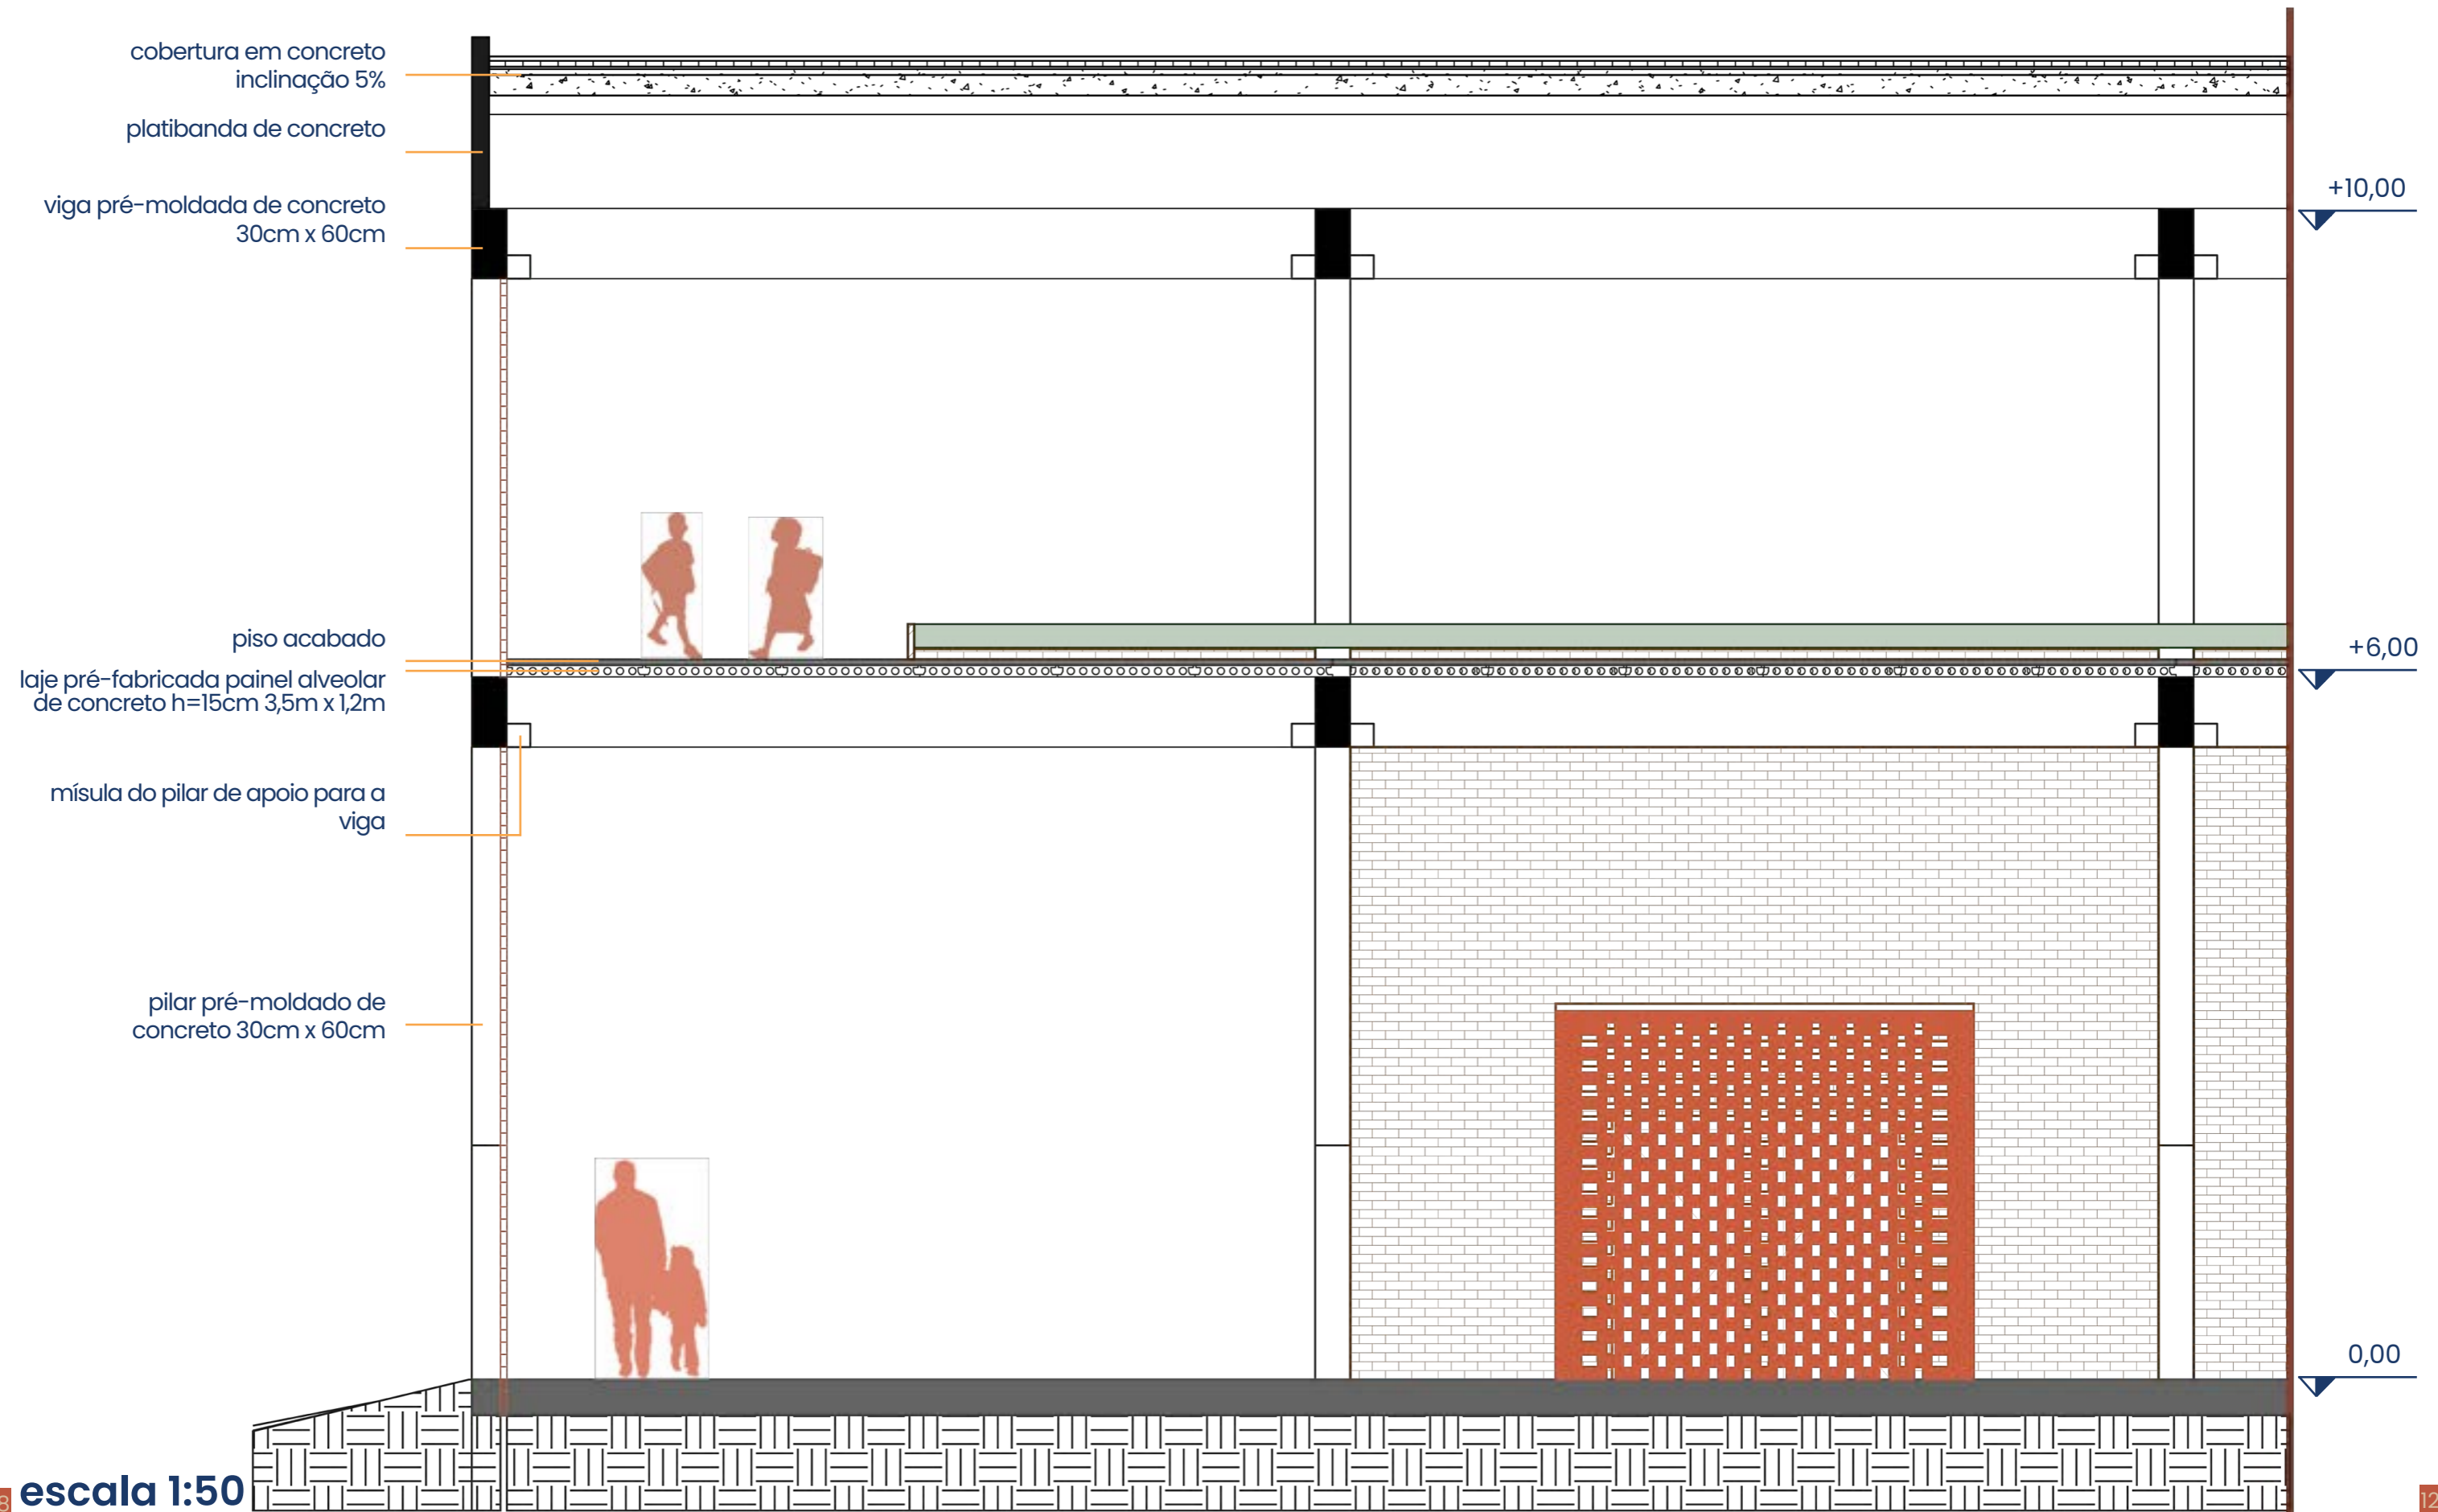 cobertura em concreto
inclinação 5%
platibanda de concreto
+10,00
viga pré-moldada de concreto
30cm x 60cm
piso acabado
+6,00
laje pré-fabricada painel alveolar
de concreto h=15cm 3,5m x 1,2m
mísula do pilar de apoio para a
viga
pilar pré-moldado de
concreto 30cm x 60cm
0,00
8
escala 1:50
12